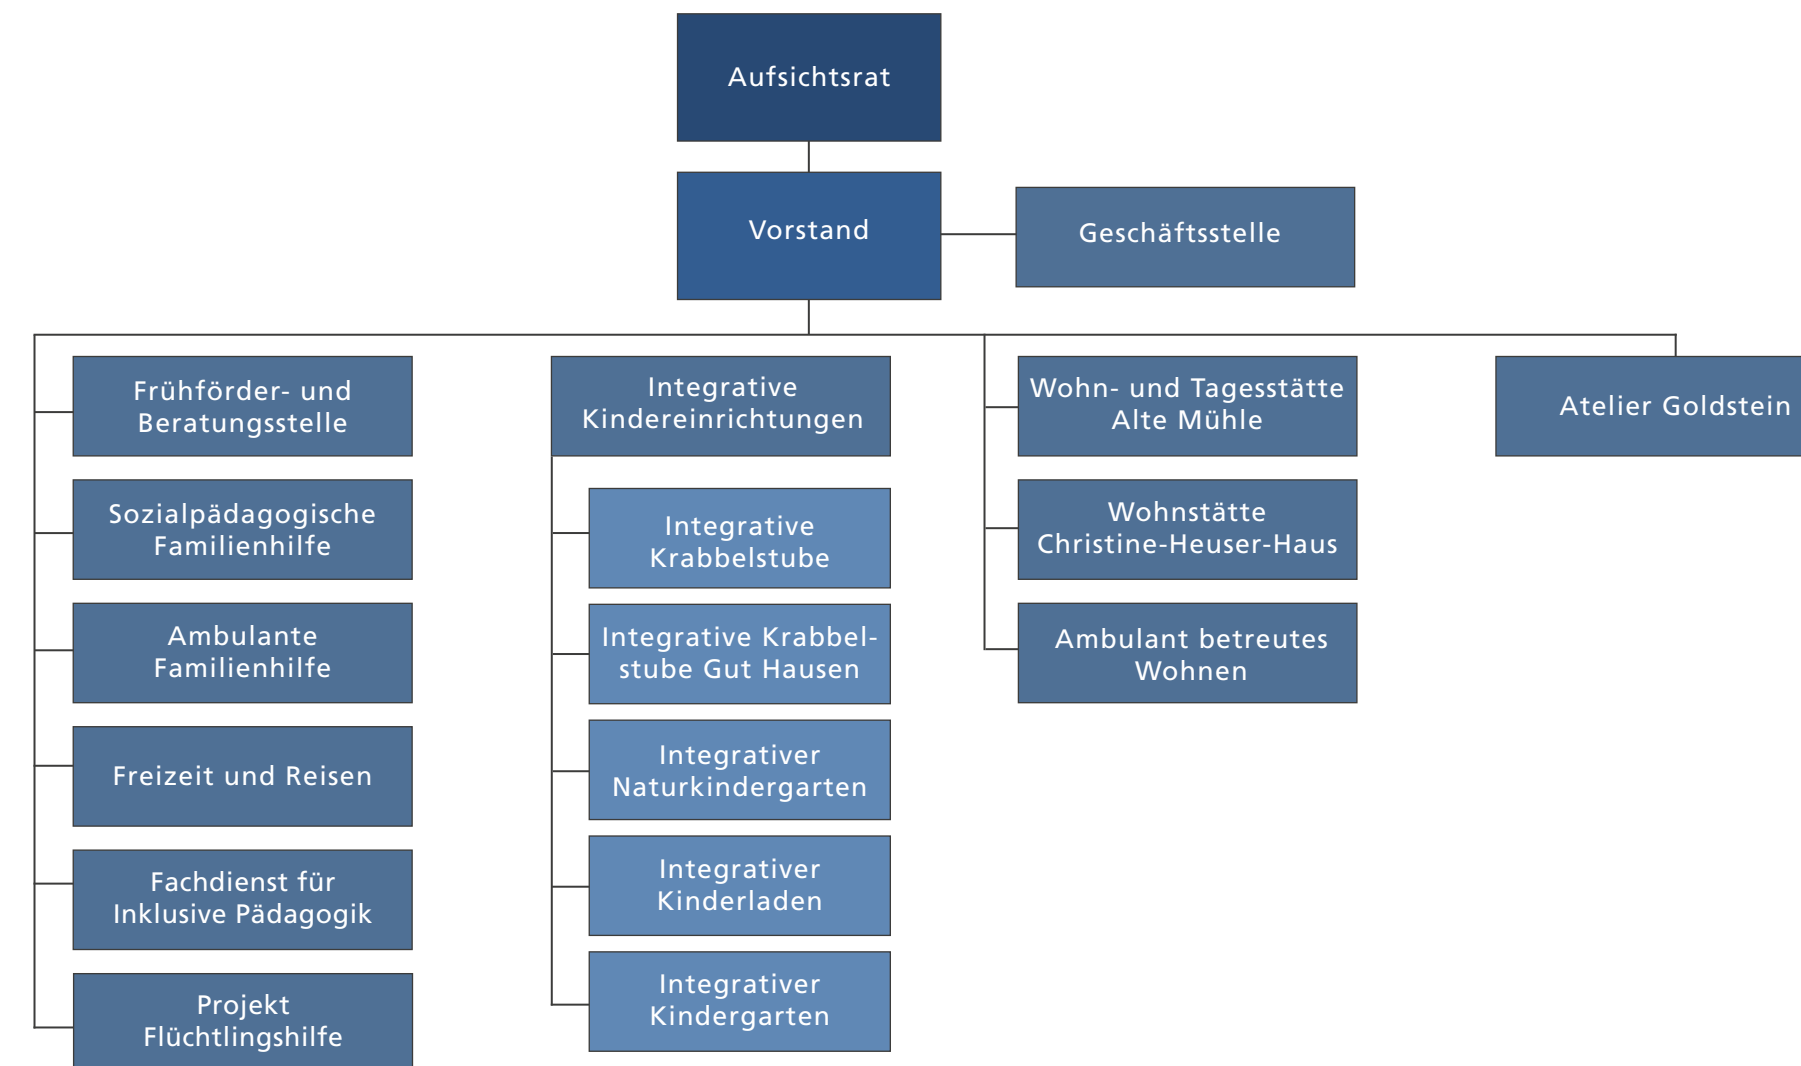 Aufsichtsrat
Vorstand
Geschäftsstelle
Frühförder- und
Beratungsstelle
Sozialpädagogische
Familienhilfe
Ambulante
Familienhilfe
Freizeit und Reisen
Fachdienst für
Inklusive Pädagogik
Projekt
Flüchtlingshilfe
Integrative
Kindereinrichtungen
Integrative
Krabbelstube
Integrative Krabbel-
stube Gut Hausen
Integrativer
Naturkindergarten
Integrativer
Kinderladen
Integrativer
Kindergarten
Wohn- und Tagesstätte
Alte Mühle
Wohnstätte
Christine-Heuser-Haus
Ambulant betreutes
Wohnen
Atelier Goldstein